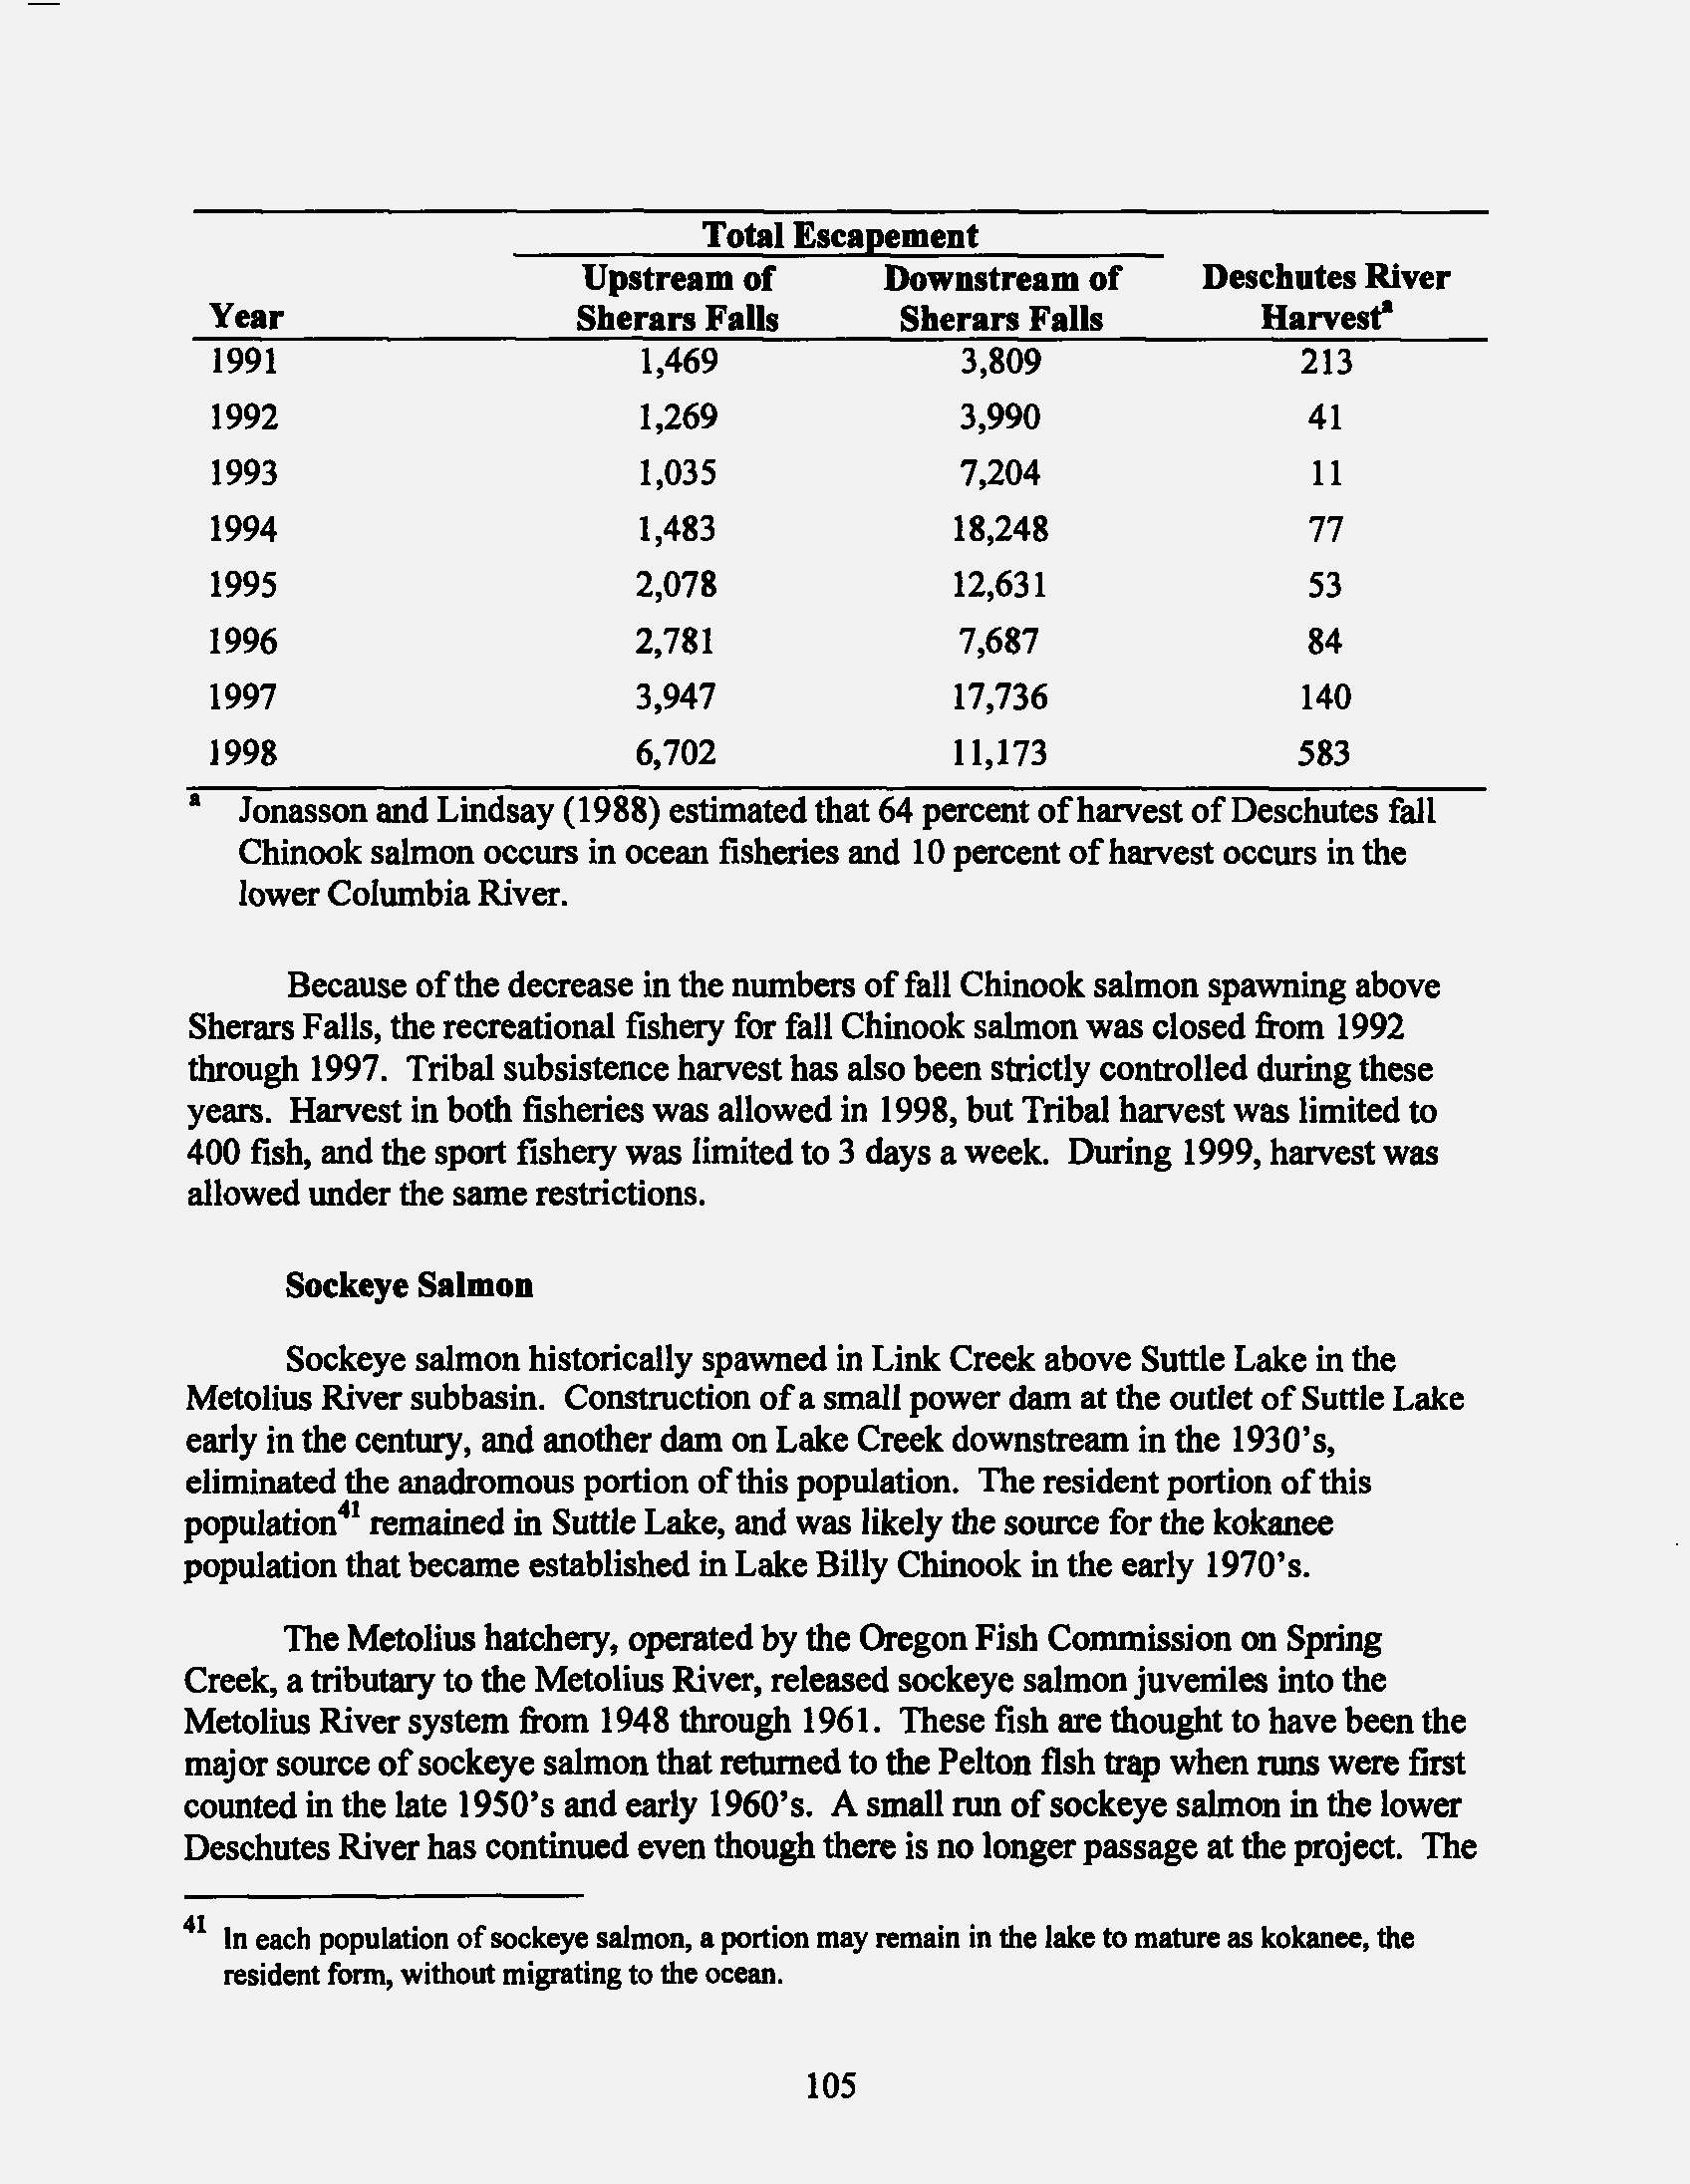 Total Escapement
Upstream of Downstream of Deschutes River
Year Sherars Falls Sherars Falls Harvestᵃ
1991 1,469 3,809 213
1992 1,269 3,990 41
1993 1,035 7,204 11
1994 1,483 18,248 77
1995 2,078 12,631 53
1996 2,781 7,687 84
1997 3,947 17,736 140
1998 6,702 11,173 583
ᵃ Jonasson and Lindsay (1988) estimated that 64 percent of harvest of Deschutes fall
Chinook salmon occurs in ocean fisheries and 10 percent of harvest occurs in the
lower Columbia River.
Because of the decrease in the numbers of fall Chinook salmon spawning above
Sherars Falls, the recreational fishery for fall Chinook salmon was closed from 1992
through 1997. Tribal subsistence harvest has also been strictly controlled during these
years. Harvest in both fisheries was allowed in 1998, but Tribal harvest was limited to
400 fish, and the sport fishery was limited to 3 days a week. During 1999, harvest was
allowed under the same restrictions.
Sockeye Salmon
Sockeye salmon historically spawned in Link Creek above Suttle Lake in the
Metolius River subbasin. Construction of a small power dam at the outlet of Suttle Lake
early in the century, and another dam on Lake Creek downstream in the 1930's,
eliminated the anadromous portion of this population. The resident portion of this
population⁴¹ remained in Suttle Lake, and was likely the source for the kokanee
population that became established in Lake Billy Chinook in the early 1970's.
The Metolius hatchery, operated by the Oregon Fish Commission on Spring
Creek, a tributary to the Metolius River, released sockeye salmon juveniles into the
Metolius River system from 1948 through 1961. These fish are thought to have been the
major source of sockeye salmon that returned to the Pelton fish trap when runs were first
counted in the late 1950's and early 1960's. A small run of sockeye salmon in the lower
Deschutes River has continued even though there is no longer passage at the project. The
⁴¹ In each population of sockeye salmon, a portion may remain in the lake to mature as kokanee, the
resident form, without migrating to the ocean.
105